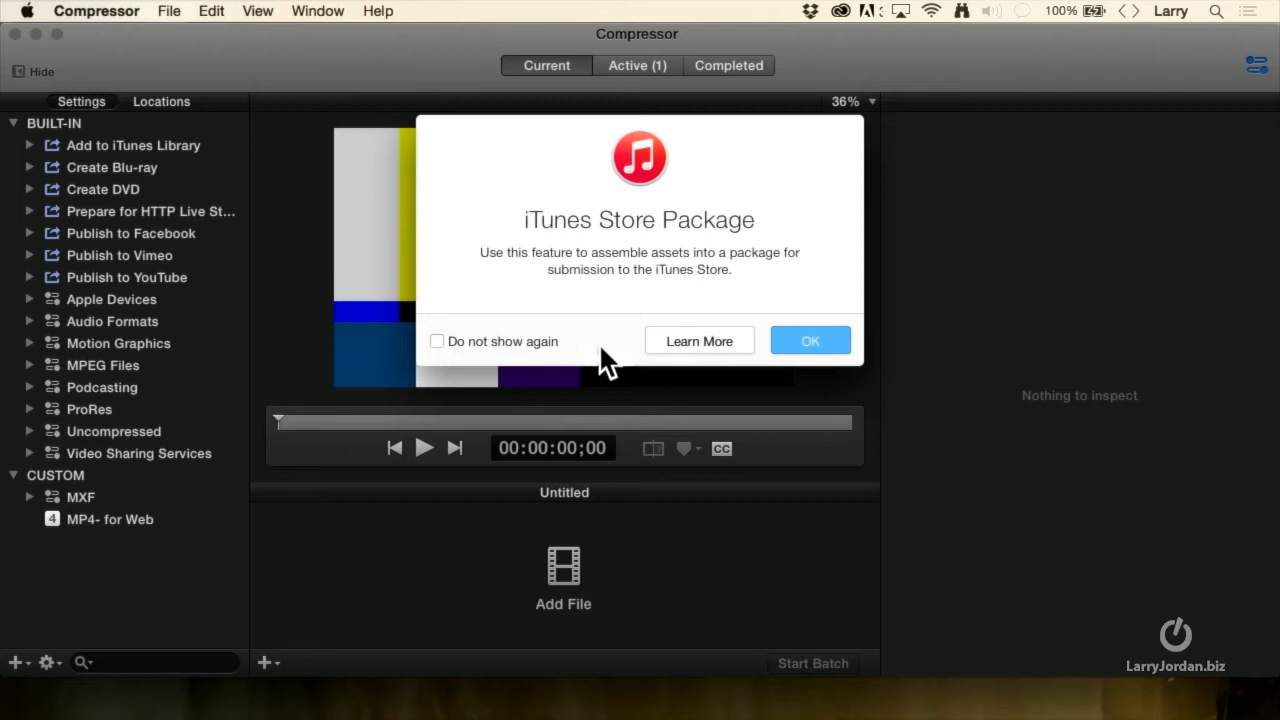 Compressor File Edit View Window Help 100% Larry
Compressor
Hide
Current Active (1) Completed
Settings Locations
36%
BUILT-IN
Add to iTunes Library
Create Blu-ray
Create DVD
Prepare for HTTP Live St...
Publish to Facebook
Publish to Vimeo
Publish to YouTube
Apple Devices
Audio Formats
Motion Graphics
MPEG Files
Podcasting
ProRes
Uncompressed
Video Sharing Services
CUSTOM
MXF
4 MP4- for Web
iTunes Store Package
Use this feature to assemble assets into a package for
submission to the iTunes Store.
Do not show again Learn More OK
Nothing to inspect
00:00:00;00 CC
Untitled
Add File
Start Batch
LarryJordan.biz